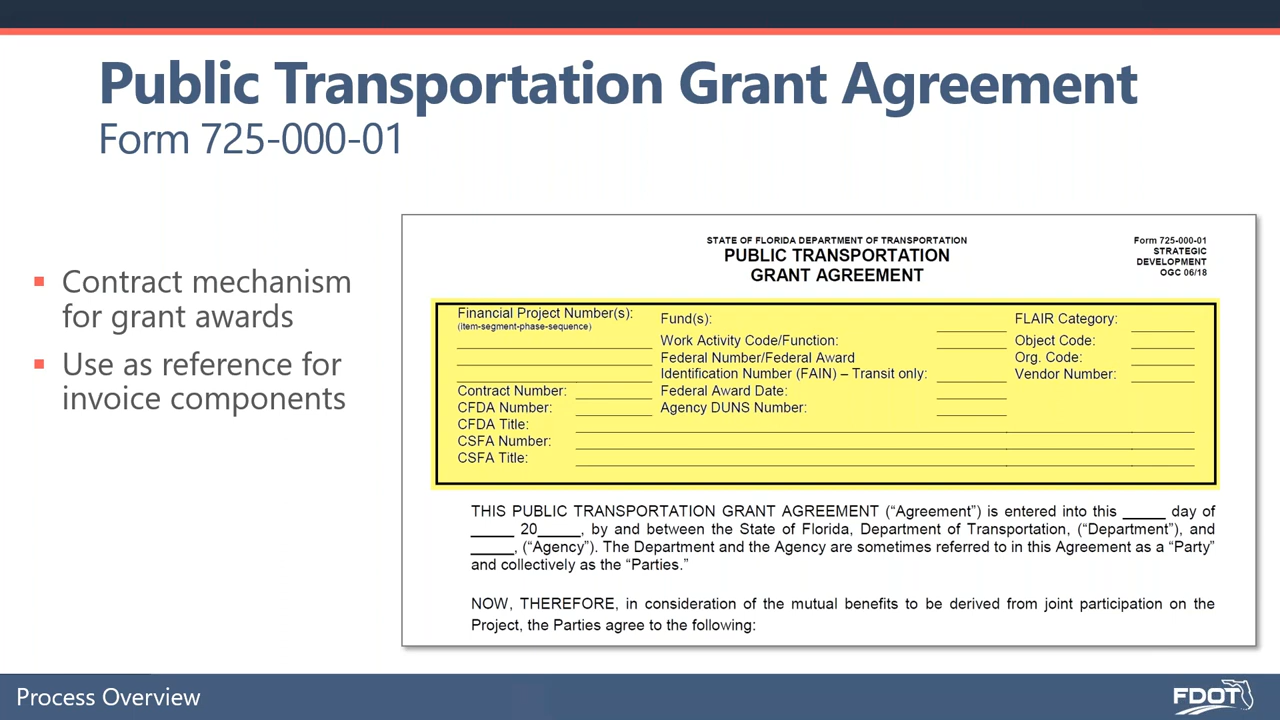 Public Transportation Grant Agreement
Form 725-000-01
▪ Contract mechanism
for grant awards
▪ Use as reference for
invoice components
STATE OF FLORIDA DEPARTMENT OF TRANSPORTATION
PUBLIC TRANSPORTATION
GRANT AGREEMENT
Form 725-000-01
STRATEGIC
DEVELOPMENT
OGC 06/18
Financial Project Number(s):
(item-segment-phase-sequence)
Contract Number:
CFDA Number:
CFDA Title:
CSFA Number:
CSFA Title:
Fund(s):
Work Activity Code/Function:
Federal Number/Federal Award
Identification Number (FAIN) – Transit only:
Federal Award Date:
Agency DUNS Number:
FLAIR Category:
Object Code:
Org. Code:
Vendor Number:
THIS PUBLIC TRANSPORTATION GRANT AGREEMENT (“Agreement”) is entered into this _____ day of
_____ 20_____, by and between the State of Florida, Department of Transportation, (“Department”), and
_____, (“Agency”). The Department and the Agency are sometimes referred to in this Agreement as a “Party”
and collectively as the “Parties.”
NOW, THEREFORE, in consideration of the mutual benefits to be derived from joint participation on the
Project, the Parties agree to the following:
Process Overview
FDOT